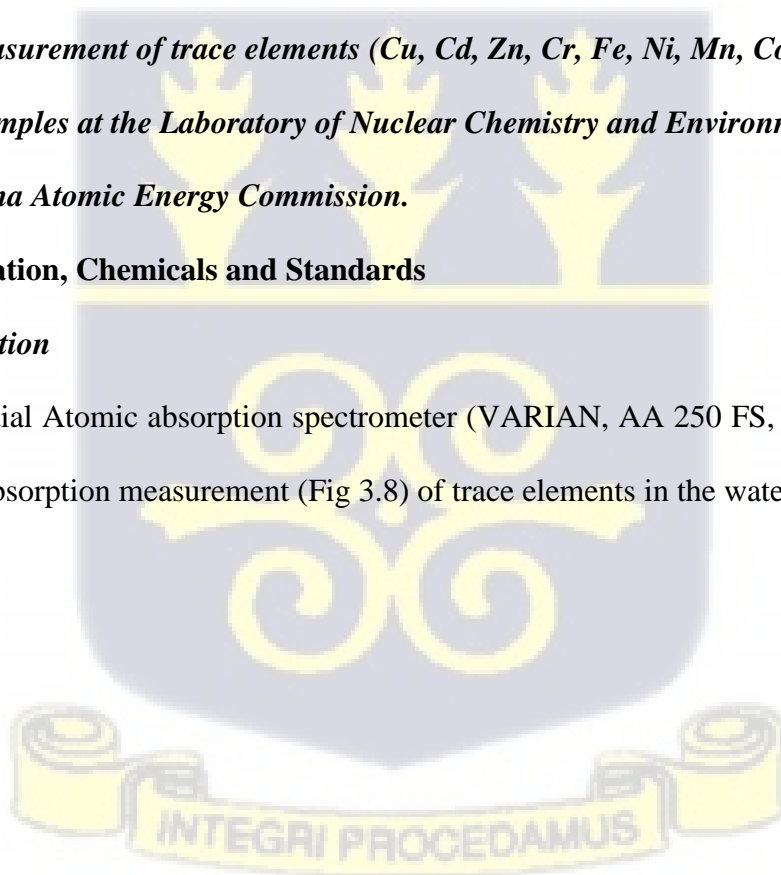 asurement of trace elements (Cu, Cd, Zn, Cr, Fe, Ni, Mn, Co
mples at the Laboratory of Nuclear Chemistry and Environm
na Atomic Energy Commission.
ation, Chemicals and Standards
tion
tial Atomic absorption spectrometer (VARIAN, AA 250 FS,
bsorption measurement (Fig 3.8) of trace elements in the wate
INTEGRI PROCEDAMUS